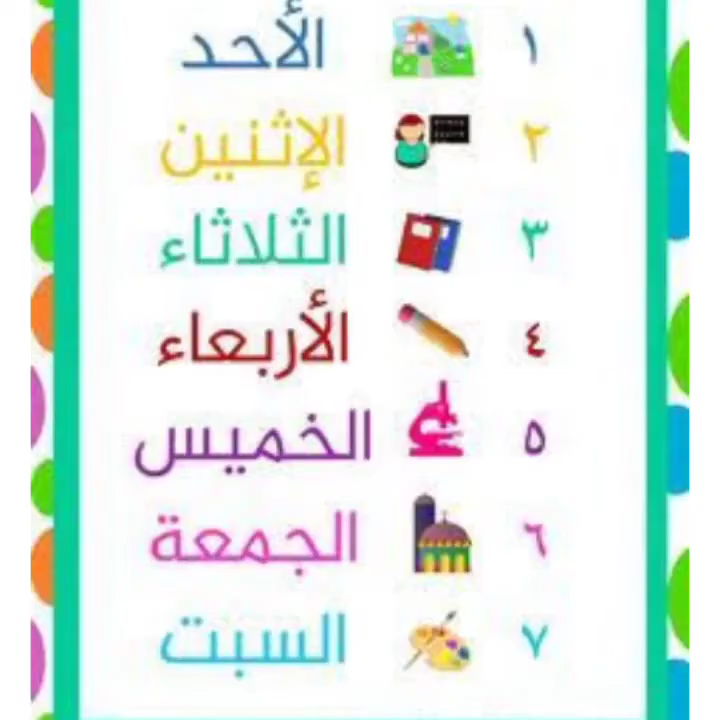 ١ الأحد
٢ الإثنين
٣ الثلاثاء
٤ الأربعاء
٥ الخميس
٦ الجمعة
٧ السبت